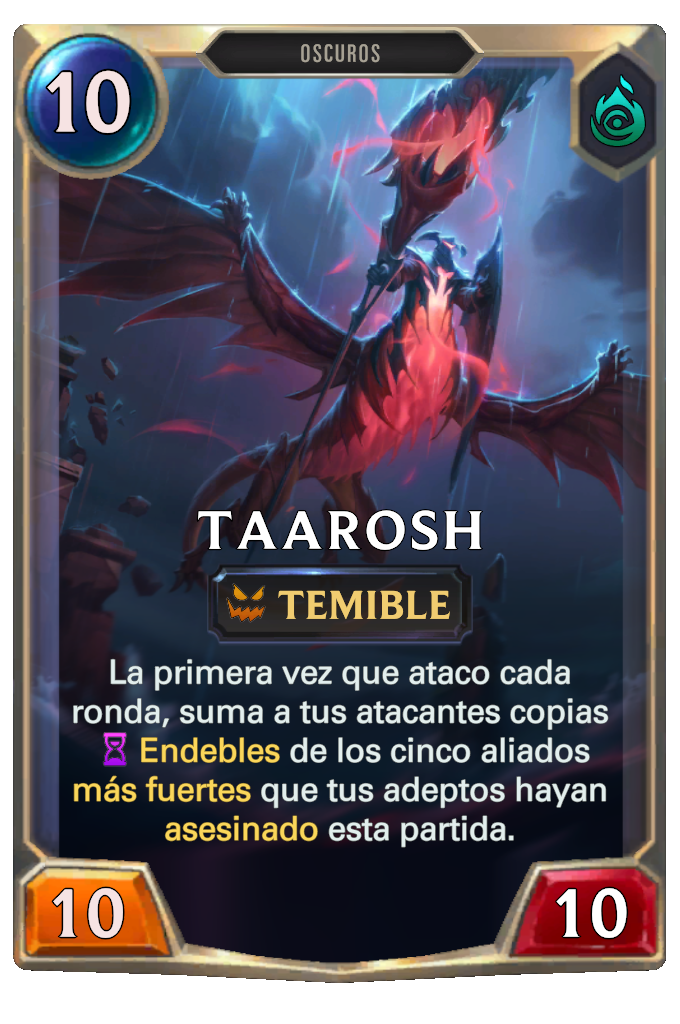 OSCUROS
10
TAAROSH
TEMIBLE
La primera vez que ataco cada
ronda, suma a tus atacantes copias
Endebles de los cinco aliados
más fuertes que tus adeptos hayan
asesinado esta partida.
10
10